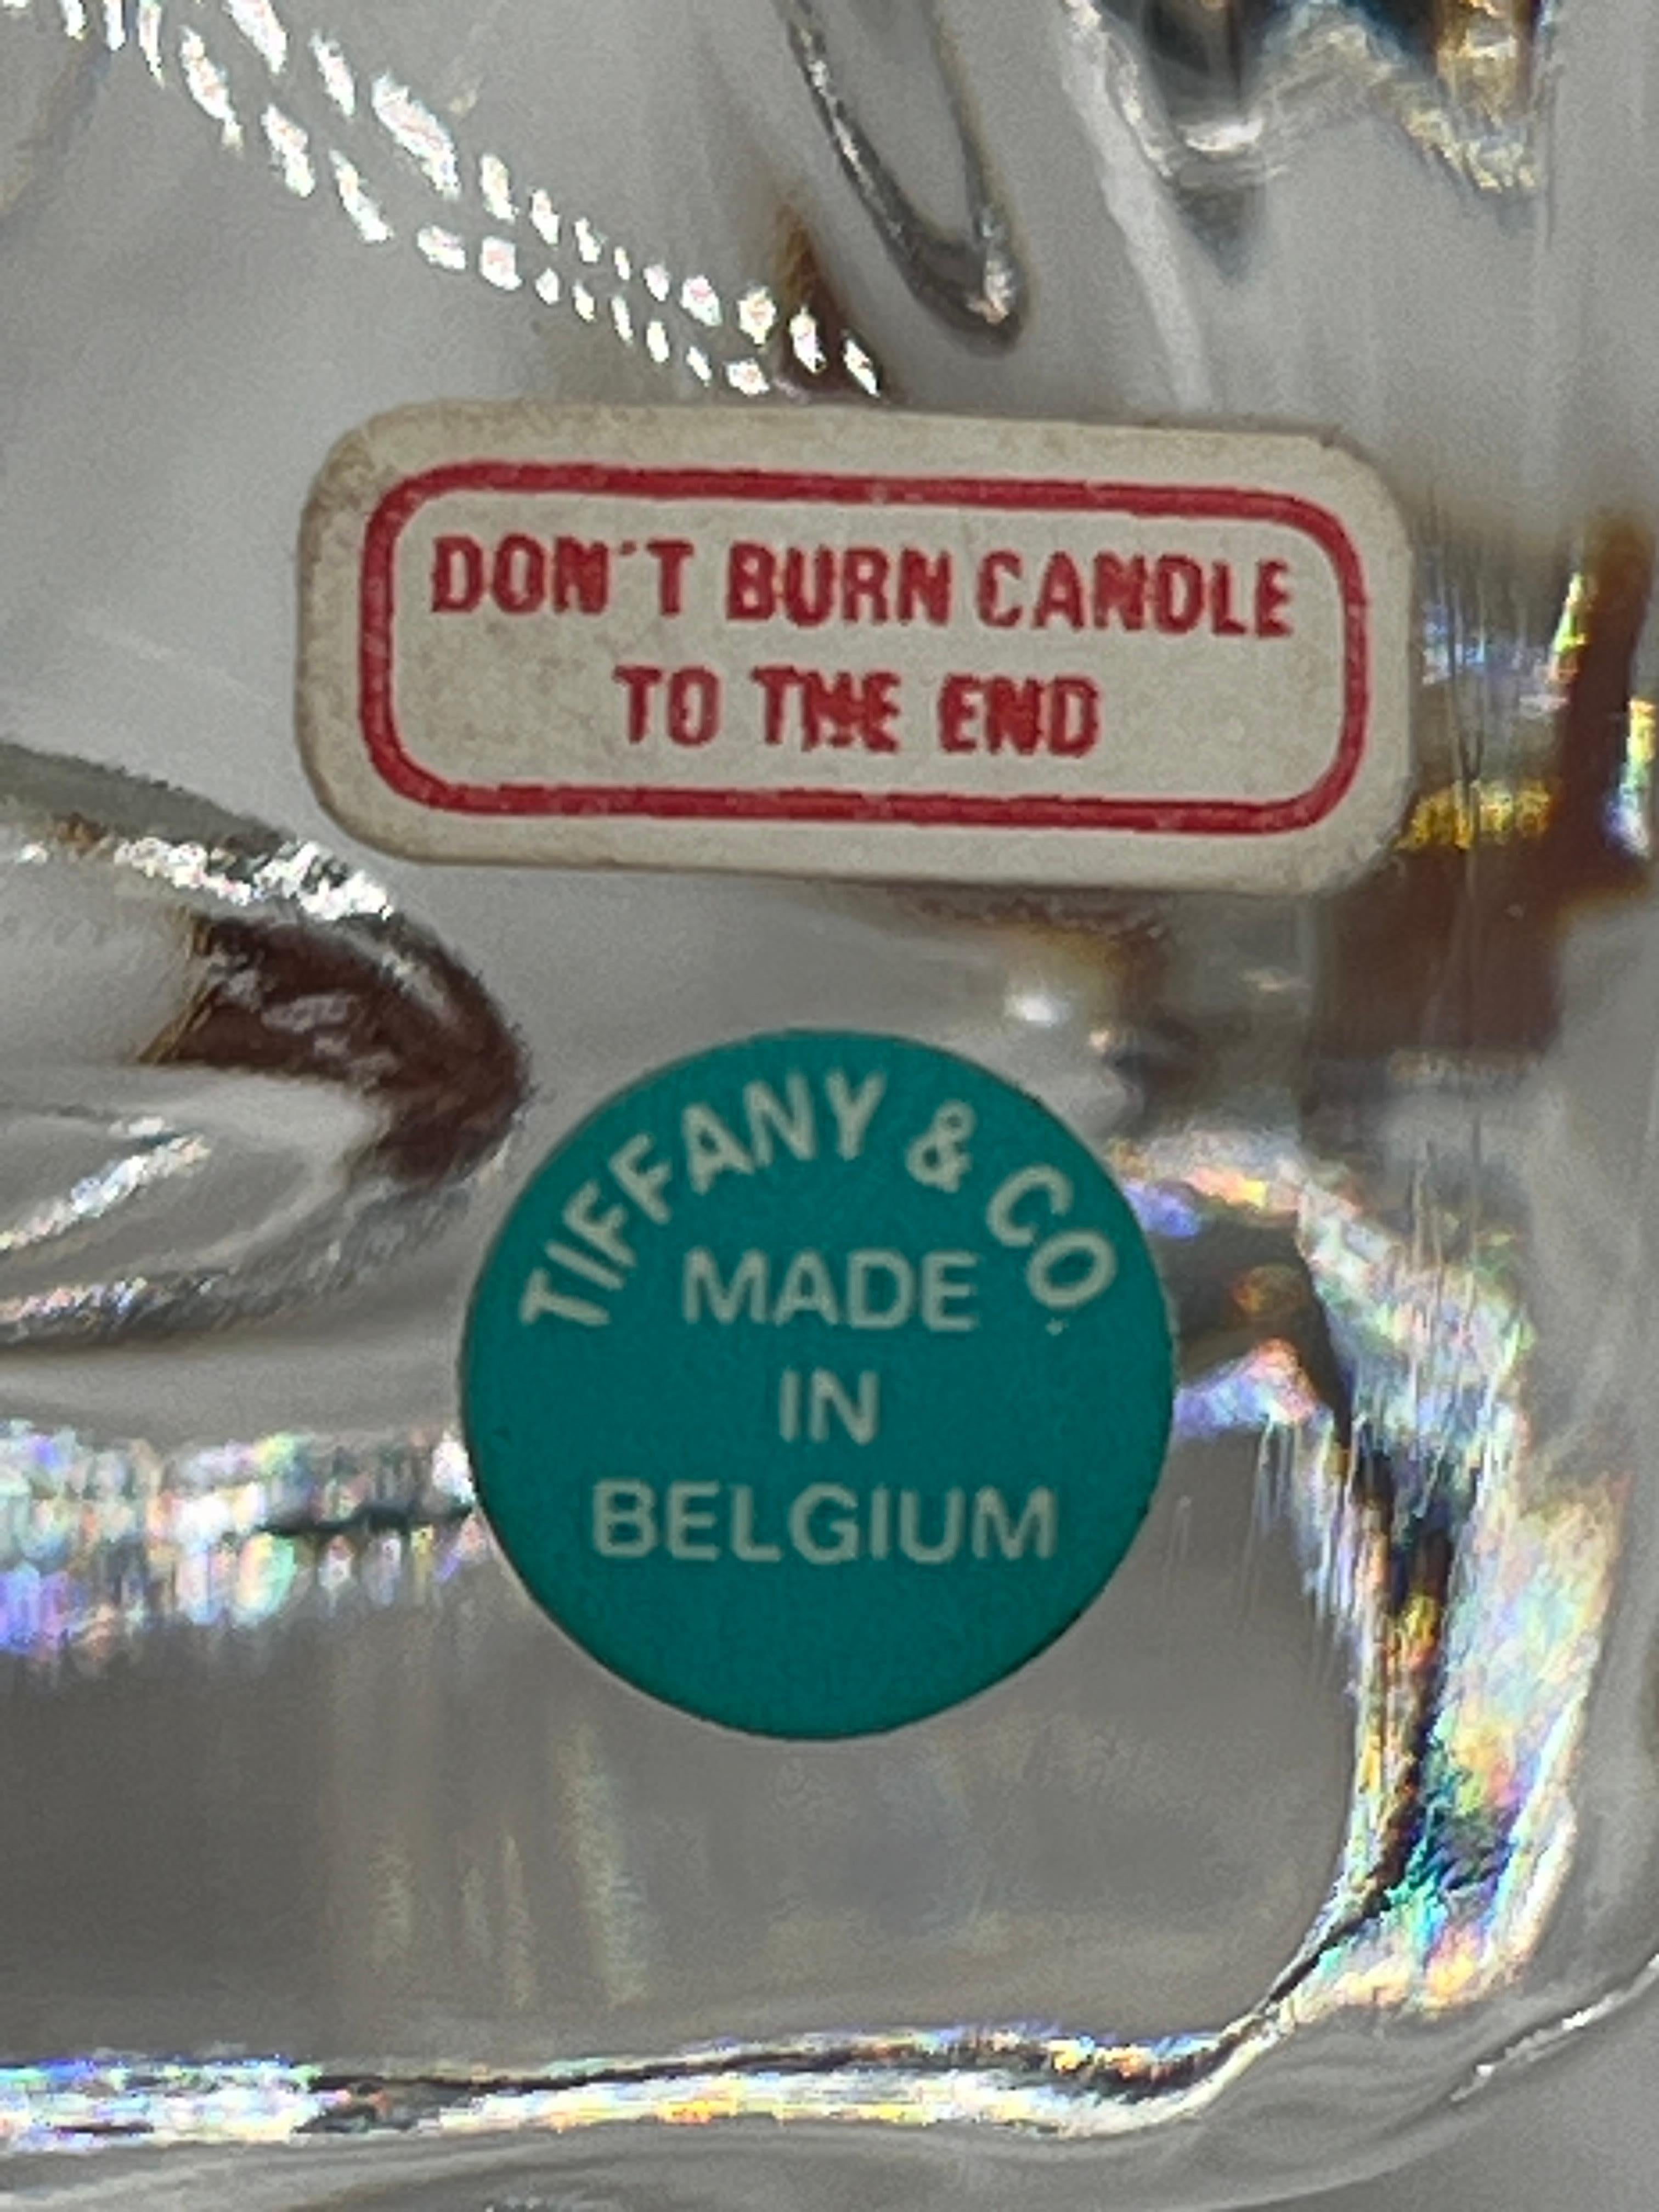 DON'T BURN CANDLE
TO THE END
TIFFANY & CO.
MADE
IN
BELGIUM